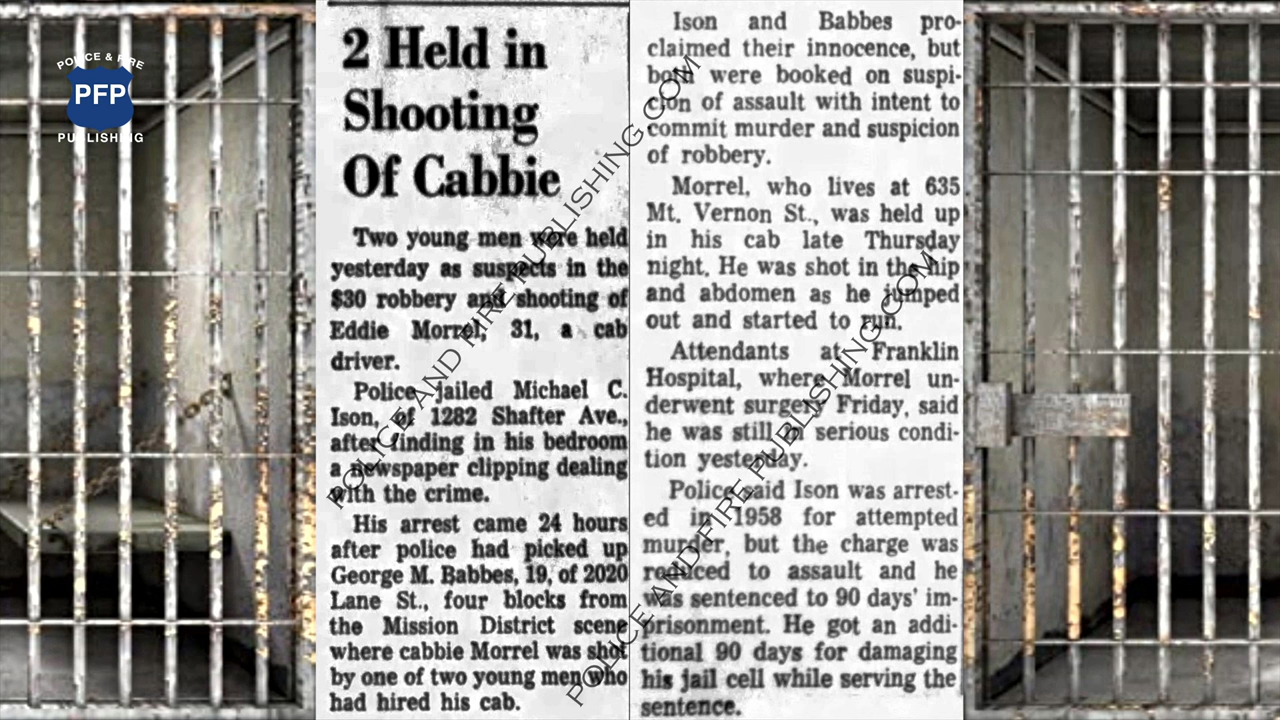 POLICE & FIRE
PFP
PUBLISHING
2 Held in
Shooting
Of Cabbie
Two young men were held
yesterday as suspects in the
$30 robbery and shooting of
Eddie Morrel, 31, a cab
driver.
Police jailed Michael C.
Ison, of 1282 Shafter Ave.,
after finding in his bedroom
a newspaper clipping dealing
with the crime.
His arrest came 24 hours
after police had picked up
George M. Babbes, 19, of 2020
Lane St., four blocks from
the Mission District scene
where cabbie Morrel was shot
by one of two young men who
had hired his cab.
Ison and Babbes pro-
claimed their innocence, but
both were booked on suspi-
cion of assault with intent to
commit murder and suspicion
of robbery.
Morrel, who lives at 635
Mt. Vernon St., was held up
in his cab late Thursday
night. He was shot in the hip
and abdomen as he jumped
out and started to run.
Attendants at Franklin
Hospital, where Morrel un-
derwent surgery Friday, said
he was still in serious condi-
tion yesterday.
Police said Ison was arrest-
ed in 1958 for attempted
murder, but the charge was
reduced to assault and he
was sentenced to 90 days' im-
prisonment. He got an addi-
tional 90 days for damaging
his jail cell while serving the
sentence.
POLICE AND FIRE PUBLISHING.COM
POLICE AND FIRE PUBLISHING.COM